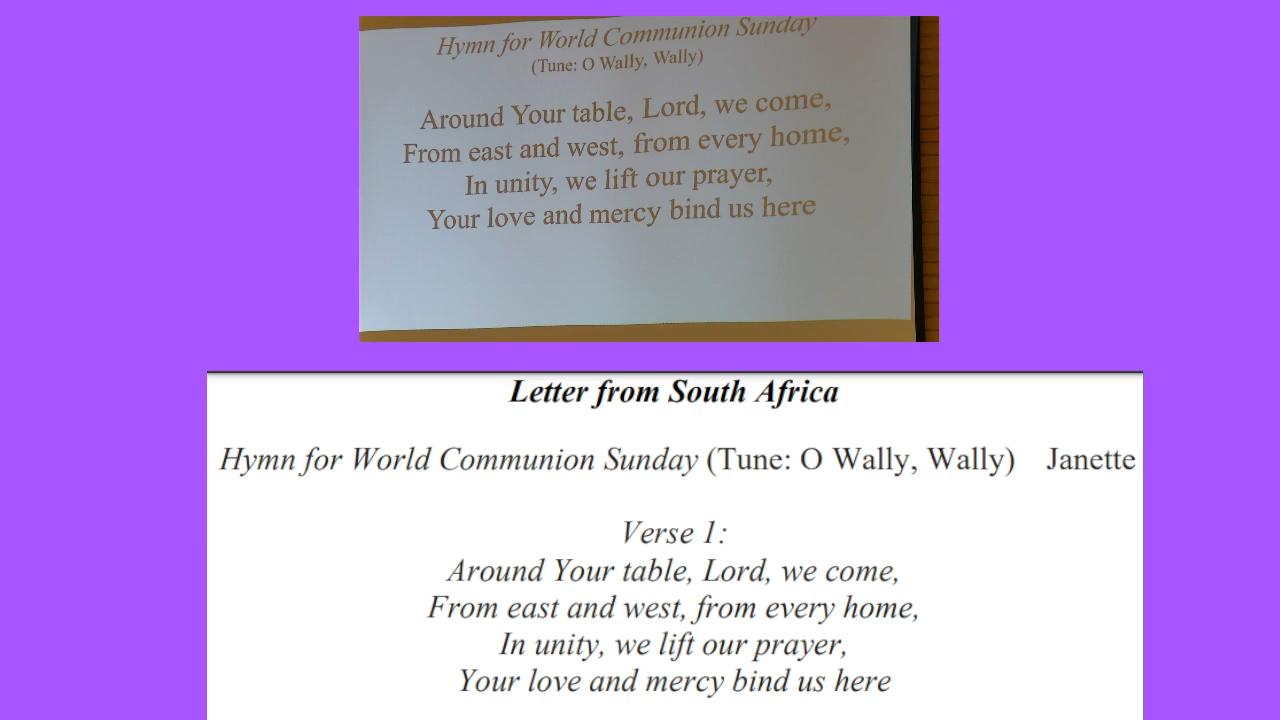 Hymn for World Communion Sunday
(Tune: O Wally, Wally)
Around Your table, Lord, we come,
From east and west, from every home,
In unity, we lift our prayer,
Your love and mercy bind us here
Letter from South Africa
Hymn for World Communion Sunday (Tune: O Wally, Wally) Janette
Verse 1:
Around Your table, Lord, we come,
From east and west, from every home,
In unity, we lift our prayer,
Your love and mercy bind us here